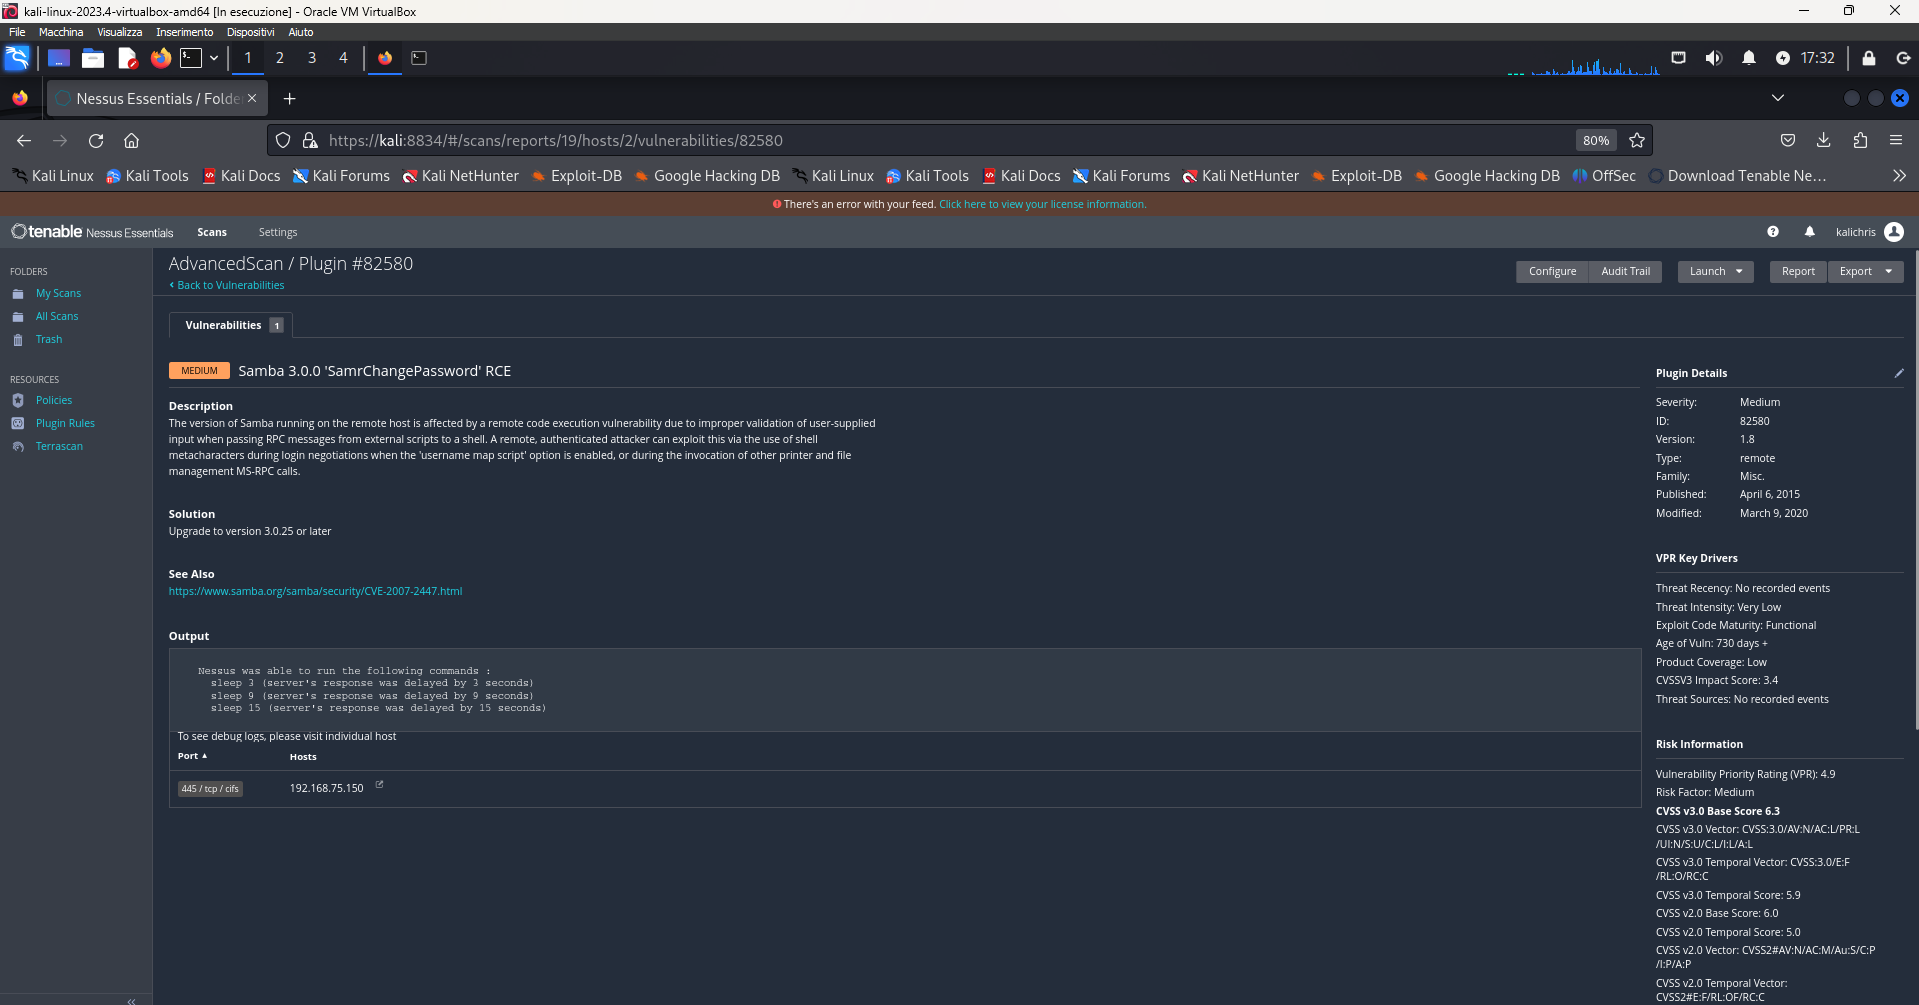 kali-linux-2023.4-virtualbox-amd64 [In esecuzione] - Oracle VM VirtualBox
File Macchina Visualizza Inserimento Dispositivi Aiuto
1 2 3 4 17:32
Nessus Essentials / Folde
https://kali:8834/#/scans/reports/19/hosts/2/vulnerabilities/82580 80%
Kali Linux Kali Tools Kali Docs Kali Forums Kali NetHunter Exploit-DB Google Hacking DB Kali Linux Kali Tools Kali Docs Kali Forums Kali NetHunter Exploit-DB Google Hacking DB OffSec Download Tenable Ne…
There's an error with your feed. Click here to view your license information.
tenable Nessus Essentials Scans Settings kalichris
FOLDERS
My Scans
All Scans
Trash
RESOURCES
Policies
Plugin Rules
Terrascan
AdvancedScan / Plugin #82580
< Back to Vulnerabilities
Configure Audit Trail Launch Report Export
Vulnerabilities 1
MEDIUM Samba 3.0.0 'SamrChangePassword' RCE
Description
The version of Samba running on the remote host is affected by a remote code execution vulnerability due to improper validation of user-supplied
input when passing RPC messages from external scripts to a shell. A remote, authenticated attacker can exploit this via the use of shell
metacharacters during login negotiations when the 'username map script' option is enabled, or during the invocation of other printer and file
management MS-RPC calls.
Solution
Upgrade to version 3.0.25 or later
See Also
https://www.samba.org/samba/security/CVE-2007-2447.html
Output
Nessus was able to run the following commands :
sleep 3 (server's response was delayed by 3 seconds)
sleep 9 (server's response was delayed by 9 seconds)
sleep 15 (server's response was delayed by 15 seconds)
To see debug logs, please visit individual host
Port Hosts
445 / tcp / cifs 192.168.75.150
Plugin Details
Severity: Medium
ID: 82580
Version: 1.8
Type: remote
Family: Misc.
Published: April 6, 2015
Modified: March 9, 2020
VPR Key Drivers
Threat Recency: No recorded events
Threat Intensity: Very Low
Exploit Code Maturity: Functional
Age of Vuln: 730 days +
Product Coverage: Low
CVSSV3 Impact Score: 3.4
Threat Sources: No recorded events
Risk Information
Vulnerability Priority Rating (VPR): 4.9
Risk Factor: Medium
CVSS v3.0 Base Score 6.3
CVSS v3.0 Vector: CVSS:3.0/AV:N/AC:L/PR:L
/UI:N/S:U/C:L/I:L/A:L
CVSS v3.0 Temporal Vector: CVSS:3.0/E:F
/RL:O/RC:C
CVSS v3.0 Temporal Score: 5.9
CVSS v2.0 Base Score: 6.0
CVSS v2.0 Temporal Score: 5.0
CVSS v2.0 Vector: CVSS2#AV:N/AC:M/Au:S/C:P
/I:P/A:P
CVSS v2.0 Temporal Vector:
CVSS2#E:F/RL:OF/RC:C